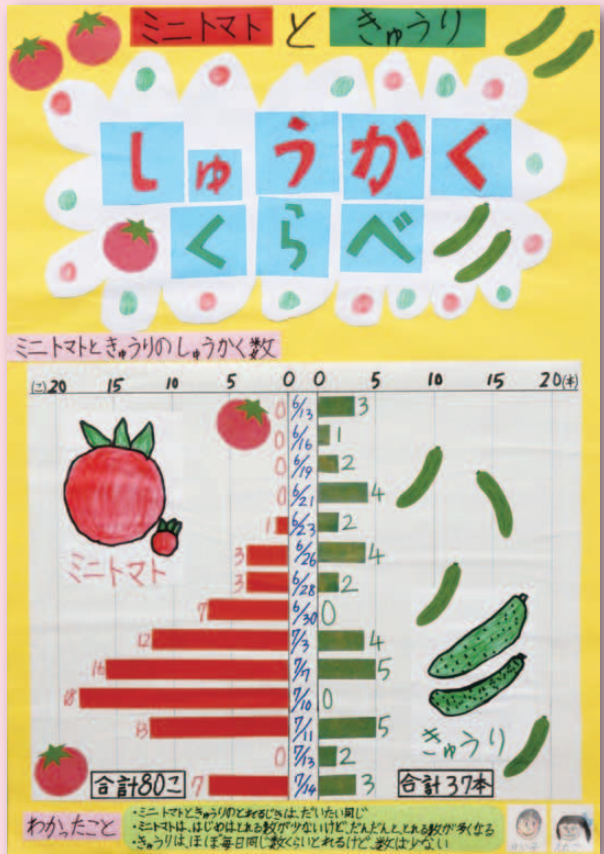 ミニトマト と きゅうり
しゅうかく
くらべ
ミニトマトときゅうりのしゅうかく数
(こ)20 15 10 5 0 0 5 10 15 20(本)
0 6/13 3
0 6/16 1
0 6/19 2
0 6/21 4
1 6/23 2
3 6/26 4
3 6/28 2
7 6/30 0
12 7/3 4
16 7/7 5
18 7/10 0
13 7/11 5
0 7/13 2
7 7/14 3
ミニトマト
きゅうり
合計80こ
合計37本
わかったこと
・ミニトマトときゅうりのとれるじきは、だいたい同じ
・ミニトマトは、はじめはとれる数が少ないけど、だんだんと、とれる数が多くなる
・きゅうりは、ほぼ毎日同じ数くらいとれるけど、数は少ない